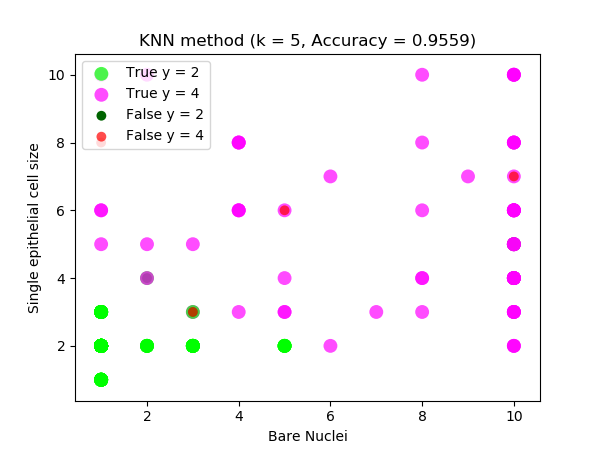 KNN method (k = 5, Accuracy = 0.9559)
True y = 2
True y = 4
False y = 2
False y = 4
Single epithelial cell size
10
8
6
4
2
2 4 6 8 10
Bare Nuclei